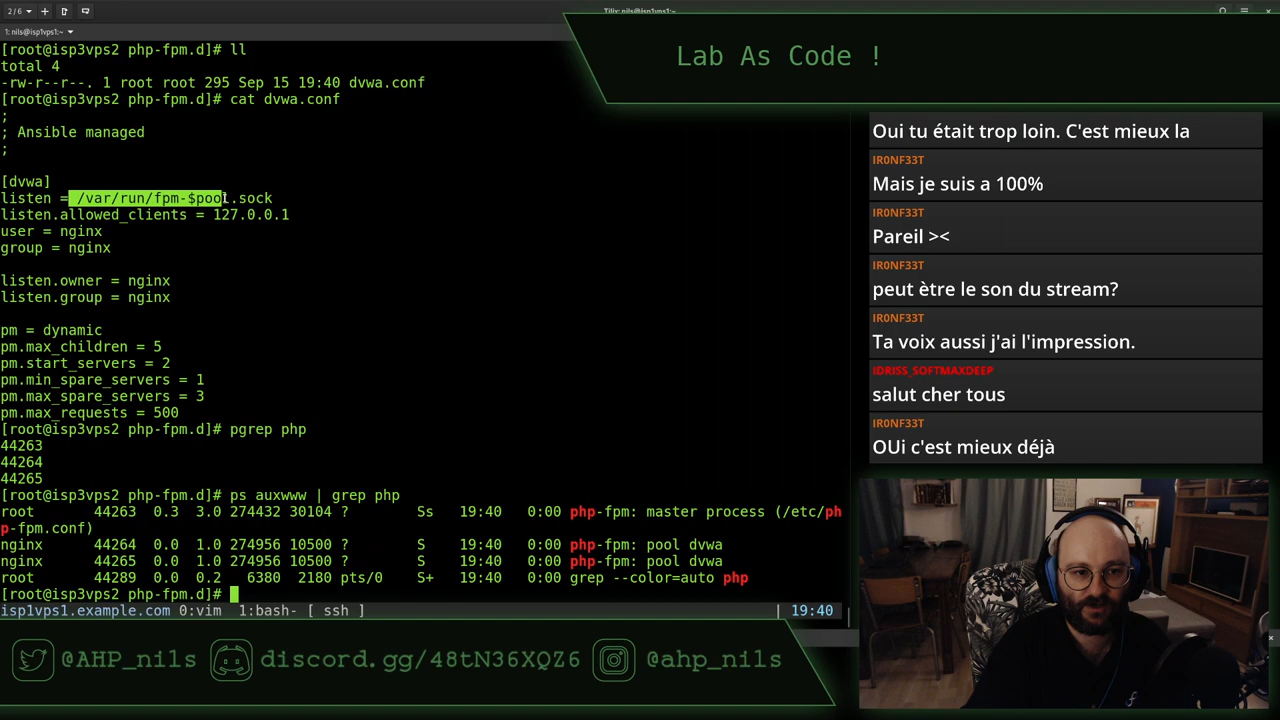 2/6
Tilix: nils@isp1vps1:~
1: nils@isp1vps1:~
[root@isp3vps2 php-fpm.d]# ll
total 4
-rw-r--r--. 1 root root 295 Sep 15 19:40 dvwa.conf
[root@isp3vps2 php-fpm.d]# cat dvwa.conf
;
; Ansible managed
;
[dvwa]
listen = /var/run/fpm-$pool.sock
listen.allowed_clients = 127.0.0.1
user = nginx
group = nginx
listen.owner = nginx
listen.group = nginx
pm = dynamic
pm.max_children = 5
pm.start_servers = 2
pm.min_spare_servers = 1
pm.max_spare_servers = 3
pm.max_requests = 500
[root@isp3vps2 php-fpm.d]# pgrep php
44263
44264
44265
[root@isp3vps2 php-fpm.d]# ps auxwww | grep php
root 44263 0.3 3.0 274432 30104 ? Ss 19:40 0:00 php-fpm: master process (/etc/ph
p-fpm.conf)
nginx 44264 0.0 1.0 274956 10500 ? S 19:40 0:00 php-fpm: pool dvwa
nginx 44265 0.0 1.0 274956 10500 ? S 19:40 0:00 php-fpm: pool dvwa
root 44289 0.0 0.2 6380 2180 pts/0 S+ 19:40 0:00 grep --color=auto php
[root@isp3vps2 php-fpm.d]#
isp1vps1.example.com 0:vim 1:bash- [ ssh ] | 19:40
Lab As Code !
Oui tu était trop loin. C'est mieux la
IR0NF33T
Mais je suis a 100%
IR0NF33T
Pareil ><
IR0NF33T
peut ètre le son du stream?
IR0NF33T
Ta voix aussi j'ai l'impression.
IDRISS_SOFTMAXDEEP
salut cher tous
IR0NF33T
OUi c'est mieux déjà
@AHP_nils
discord.gg/48tN36XQZ6
@ahp_nils